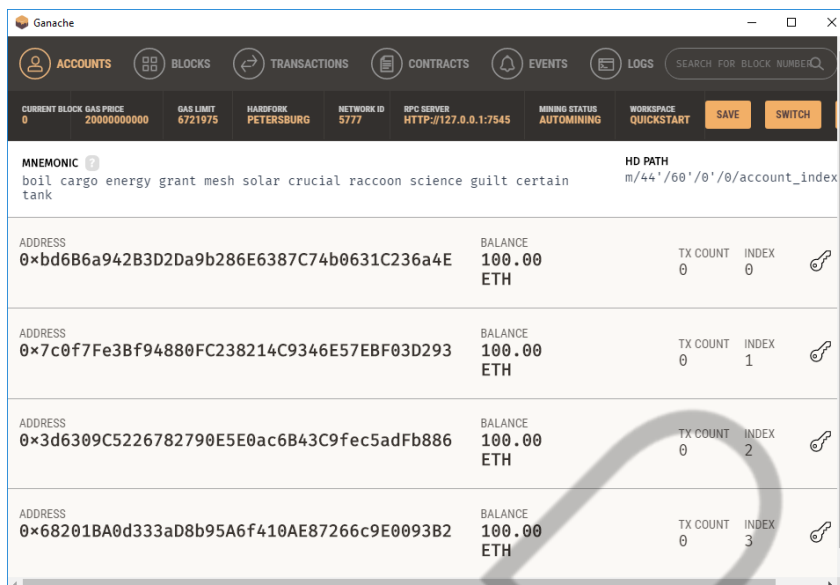 Ganache
ACCOUNTS BLOCKS TRANSACTIONS CONTRACTS EVENTS LOGS SEARCH FOR BLOCK NUMBER
CURRENT BLOCK GAS PRICE GAS LIMIT HARDFORK NETWORK ID RPC SERVER MINING STATUS WORKSPACE
0 20000000000 6721975 PETERSBURG 5777 HTTP://127.0.0.1:7545 AUTOMINING QUICKSTART SAVE SWITCH
MNEMONIC ? HD PATH
boil cargo energy grant mesh solar crucial raccoon science guilt certain m/44'/60'/0'/0/account_index
tank
ADDRESS BALANCE TX COUNT INDEX
0×bd6B6a942B3D2Da9b286E6387C74b0631C236a4E 100.00 0 0
ETH
ADDRESS BALANCE TX COUNT INDEX
0×7c0f7Fe3Bf94880FC238214C9346E57EBF03D293 100.00 0 1
ETH
ADDRESS BALANCE TX COUNT INDEX
0×3d6309C5226782790E5E0ac6B43C9fec5adFb886 100.00 0 2
ETH
ADDRESS BALANCE TX COUNT INDEX
0×68201BA0d333aD8b95A6f410AE87266c9E0093B2 100.00 0 3
ETH